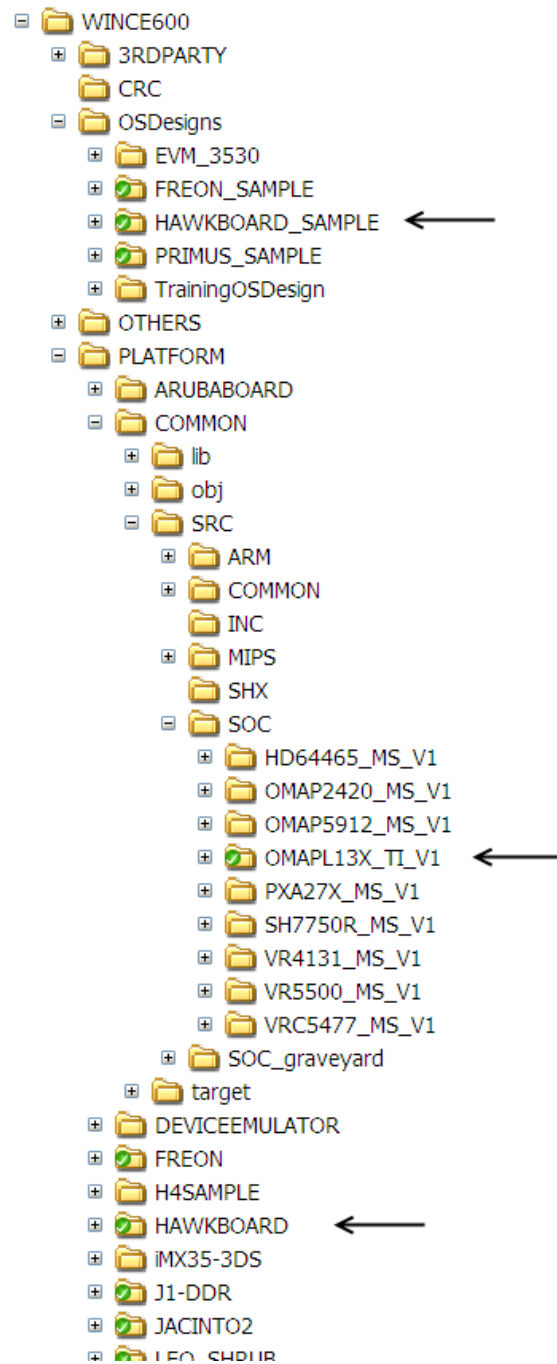 WINCE600
3RDPARTY
CRC
OSDesigns
EVM_3530
FREON_SAMPLE
HAWKBOARD_SAMPLE
PRIMUS_SAMPLE
TrainingOSDesign
OTHERS
PLATFORM
ARUBABOARD
COMMON
lib
obj
SRC
ARM
COMMON
INC
MIPS
SHX
SOC
HD64465_MS_V1
OMAP2420_MS_V1
OMAP5912_MS_V1
OMAPL13X_TI_V1
PXA27X_MS_V1
SH7750R_MS_V1
VR4131_MS_V1
VR5500_MS_V1
VRC5477_MS_V1
SOC_graveyard
target
DEVICEEMULATOR
FREON
H4SAMPLE
HAWKBOARD
iMX35-3DS
J1-DDR
JACINTO2
LEO_SHRUB